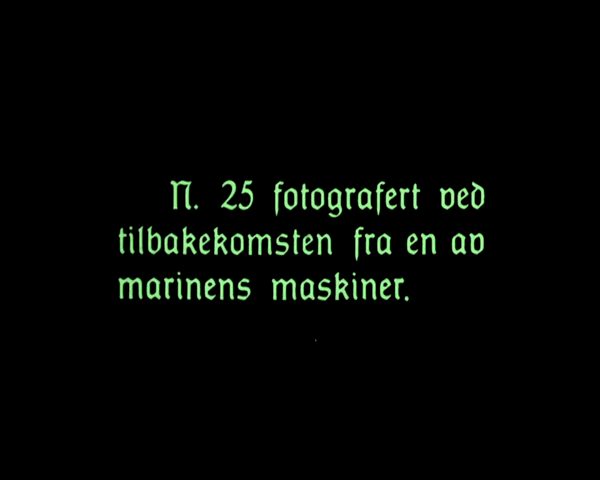 N. 25 fotografert ved
tilbakekomsten fra en av
marinens maskiner.